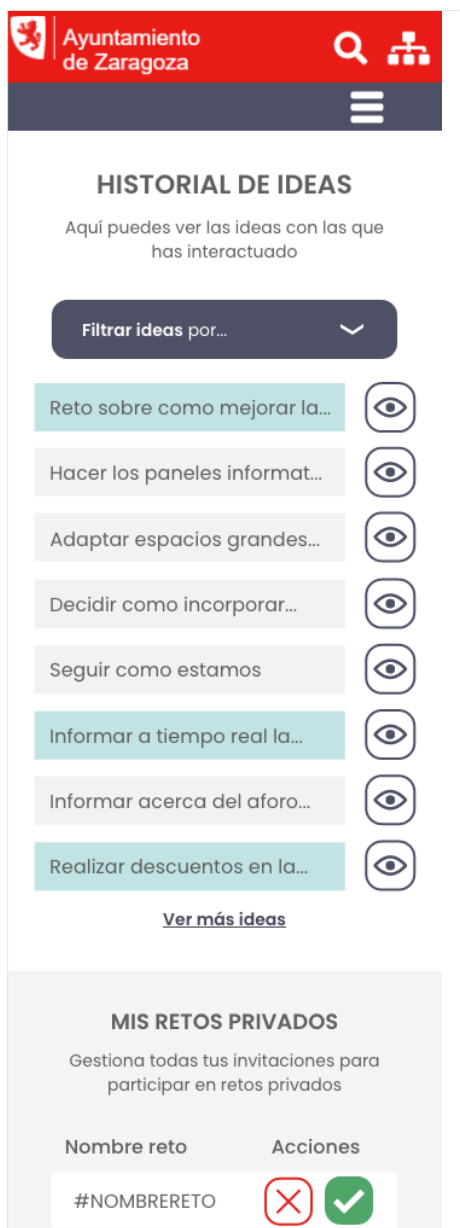 Ayuntamiento
de Zaragoza
HISTORIAL DE IDEAS
Aquí puedes ver las ideas con las que
has interactuado
Filtrar ideas por...
Reto sobre como mejorar la...
Hacer los paneles informat...
Adaptar espacios grandes...
Decidir como incorporar...
Seguir como estamos
Informar a tiempo real la...
Informar acerca del aforo...
Realizar descuentos en la...
Ver más ideas
MIS RETOS PRIVADOS
Gestiona todas tus invitaciones para
participar en retos privados
Nombre reto Acciones
#NOMBRERETO